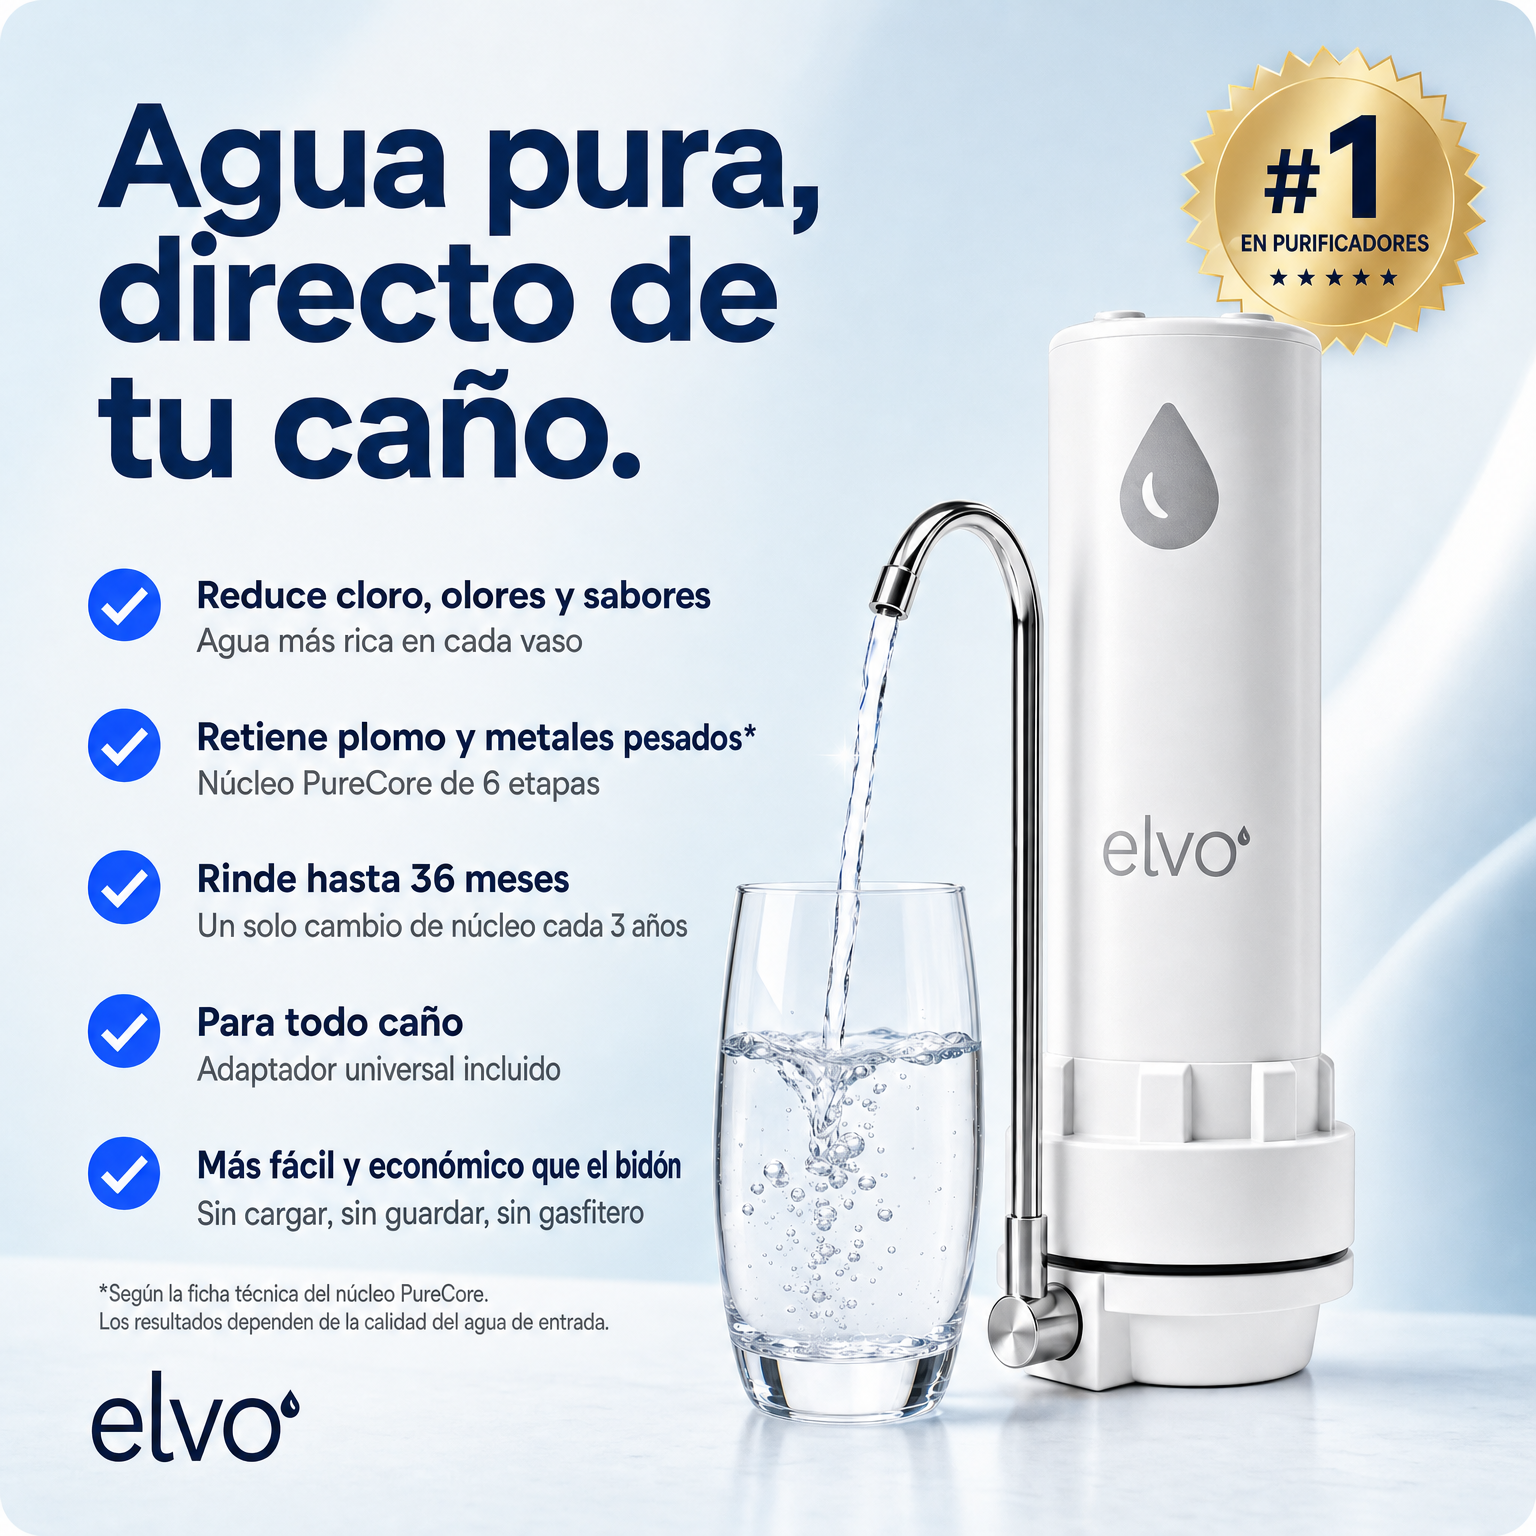 Agua pura,
directo de
tu caño.
#1
EN PURIFICADORES
Reduce cloro, olores y sabores
Agua más rica en cada vaso
Retiene plomo y metales pesados*
Núcleo PureCore de 6 etapas
Rinde hasta 36 meses
Un solo cambio de núcleo cada 3 años
Para todo caño
Adaptador universal incluido
Más fácil y económico que el bidón
Sin cargar, sin guardar, sin gasfitero
*Según la ficha técnica del núcleo PureCore.
Los resultados dependen de la calidad del agua de entrada.
elvo
elvo